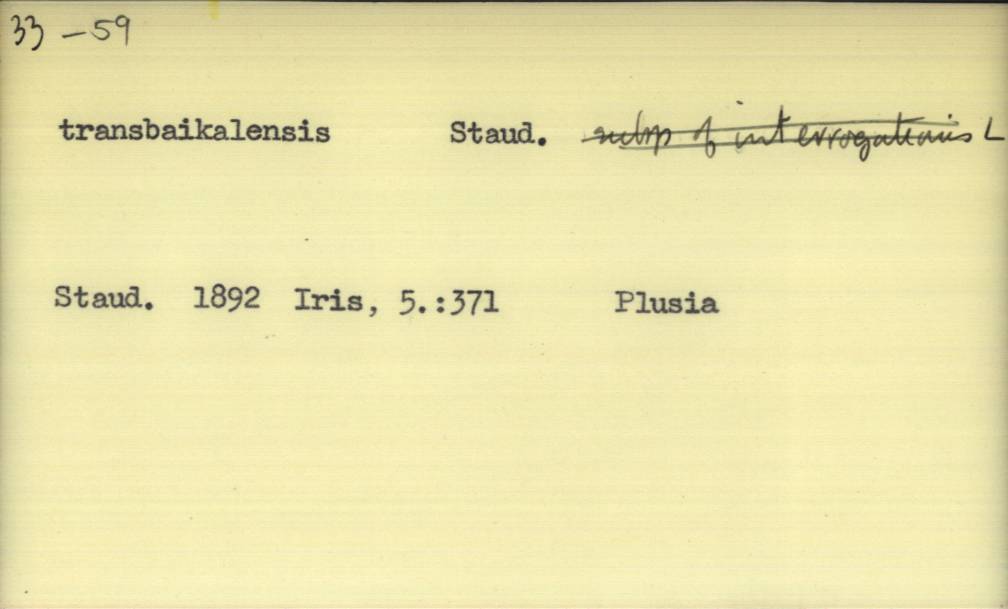 33 – 59
transbaikalensis Staud. subsp of interrogationis L
Staud. 1892 Iris, 5.:371 Plusia